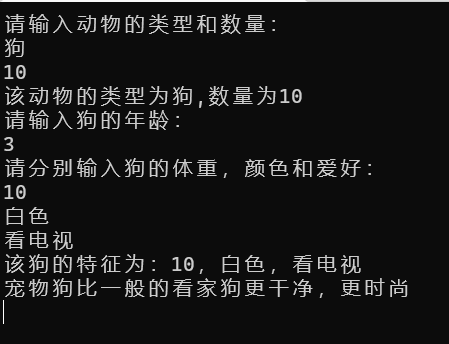 请输入动物的类型和数量：
狗
10
该动物的类型为狗,数量为10
请输入狗的年龄：
3
请分别输入狗的体重，颜色和爱好：
10
白色
看电视
该狗的特征为：10，白色，看电视
宠物狗比一般的看家狗更干净，更时尚